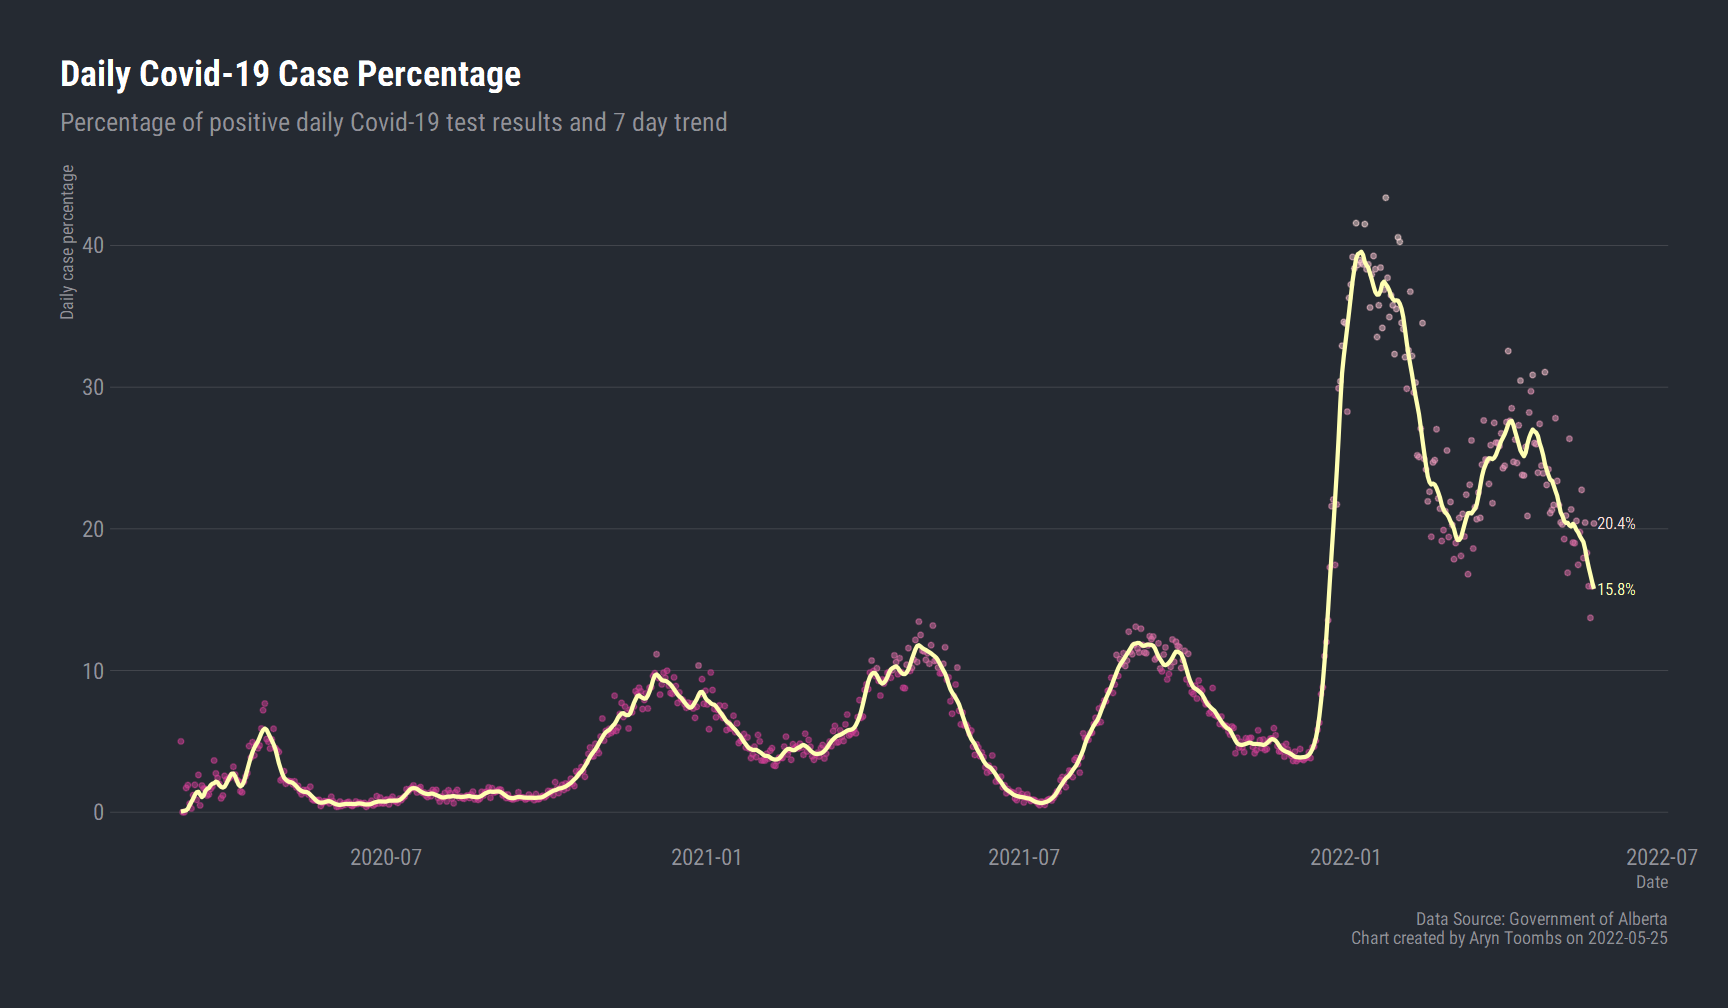 Daily Covid-19 Case Percentage
Percentage of positive daily Covid-19 test results and 7 day trend
Daily case percentage
40
30
20
10
0
20.4%
15.8%
2020-07
2021-01
2021-07
2022-01
2022-07
Date
Data Source: Government of Alberta
Chart created by Aryn Toombs on 2022-05-25